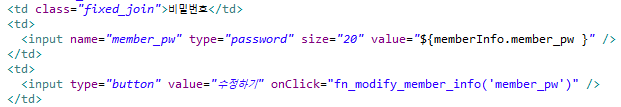 <td class="fixed_join">비밀번호</td>
<td>
<input name="member_pw" type="password" size="20" value="${memberInfo.member_pw }" />
</td>
<td>
<input type="button" value="수정하기" onClick="fn_modify_member_info('member_pw')" />
</td>